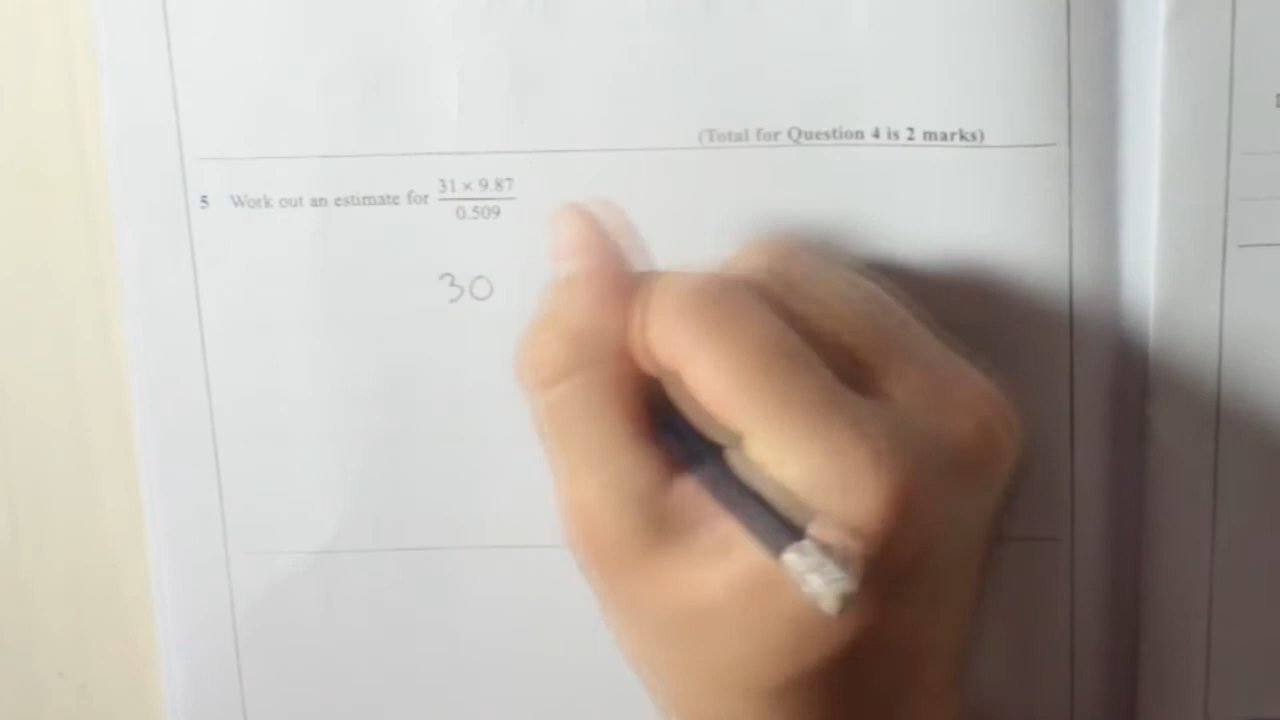 (Total for Question 4 is 2 marks)
5 Work out an estimate for 31 × 9.87
0.509
30